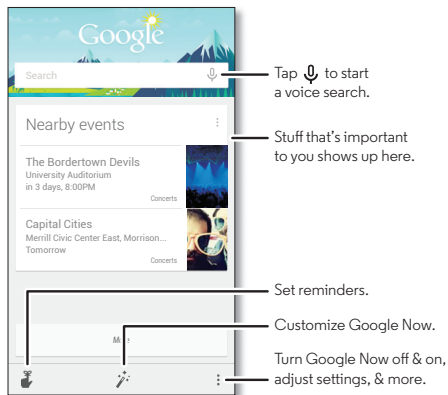 Google
Search
Tap to start
a voice search.
Nearby events
Stuff that's important
to you shows up here.
The Bordertown Devils
University Auditorium
in 3 days, 8:00PM
Concerts
Capital Cities
Merrill Civic Center East, Morrison...
Tomorrow
Concerts
Set reminders.
More
Customize Google Now.
Turn Google Now off & on,
adjust settings, & more.